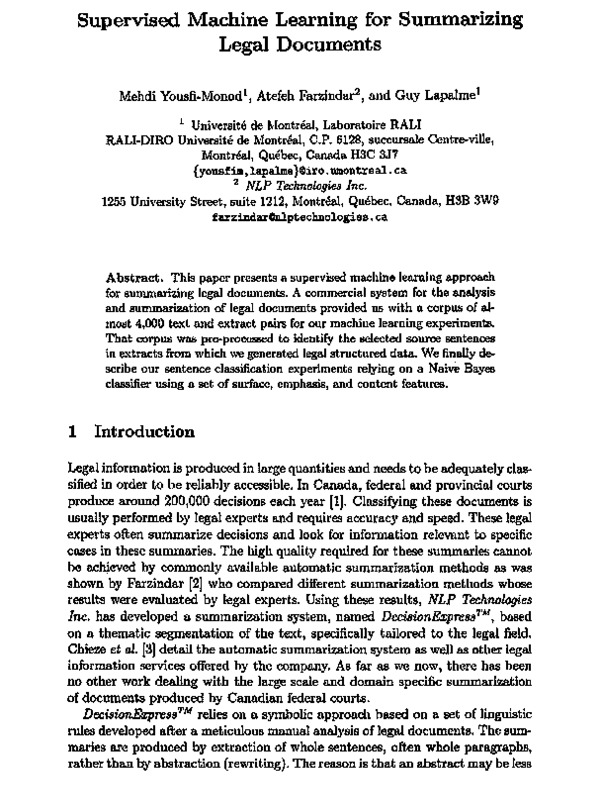 Supervised Machine Learning for Summarizing
Legal Documents
Mehdi Yousfi-Monod¹, Atefeh Farzindar², and Guy Lapalme¹
¹ Université de Montréal, Laboratoire RALI
RALI-DIRO Université de Montréal, C.P. 6128, succursale Centre-ville,
Montréal, Québec, Canada H3C 3J7
{yousfim,lapalme}@iro.umontreal.ca
² NLP Technologies Inc.
1255 University Street, suite 1212, Montréal, Québec, Canada, H3B 3W9
farzindar@nlptechnologies.ca
Abstract. This paper presents a supervised machine learning approach
for summarizing legal documents. A commercial system for the analysis
and summarization of legal documents provided us with a corpus of al-
most 4,000 text and extract pairs for our machine learning experiments.
That corpus was pre-processed to identify the selected source sentences
in extracts from which we generated legal structured data. We finally de-
scribe our sentence classification experiments relying on a Naive Bayes
classifier using a set of surface, emphasis, and content features.
1 Introduction
Legal information is produced in large quantities and needs to be adequately clas-
sified in order to be reliably accessible. In Canada, federal and provincial courts
produce around 200,000 decisions each year [1]. Classifying these documents is
usually performed by legal experts and requires accuracy and speed. These legal
experts often summarize decisions and look for information relevant to specific
cases in these summaries. The high quality required for these summaries cannot
be achieved by commonly available automatic summarization methods as was
shown by Farzindar [2] who compared different summarization methods whose
results were evaluated by legal experts. Using these results, NLP Technologies
Inc. has developed a summarization system, named DecisionExpress™, based
on a thematic segmentation of the text, specifically tailored to the legal field.
Chieze et al. [3] detail the automatic summarization system as well as other legal
information services offered by the company. As far as we now, there has been
no other work dealing with the large scale and domain specific summarization
of documents produced by Canadian federal courts.
DecisionExpress™ relies on a symbolic approach based on a set of linguistic
rules developed after a meticulous manual analysis of legal documents. The sum-
maries are produced by extraction of whole sentences, often whole paragraphs,
rather than by abstraction (rewriting). The reason is that an abstract may be less